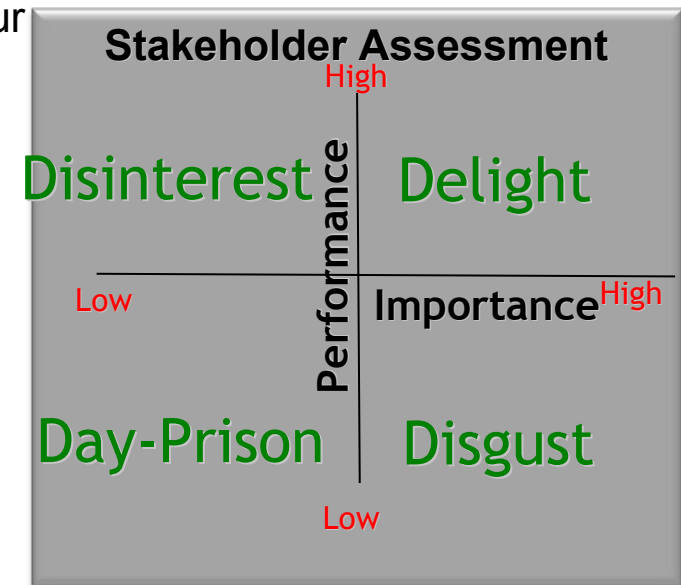 ur
Stakeholder Assessment
High
Disinterest
Delight
Performance
Low
Importance
High
Day-Prison
Disgust
Low